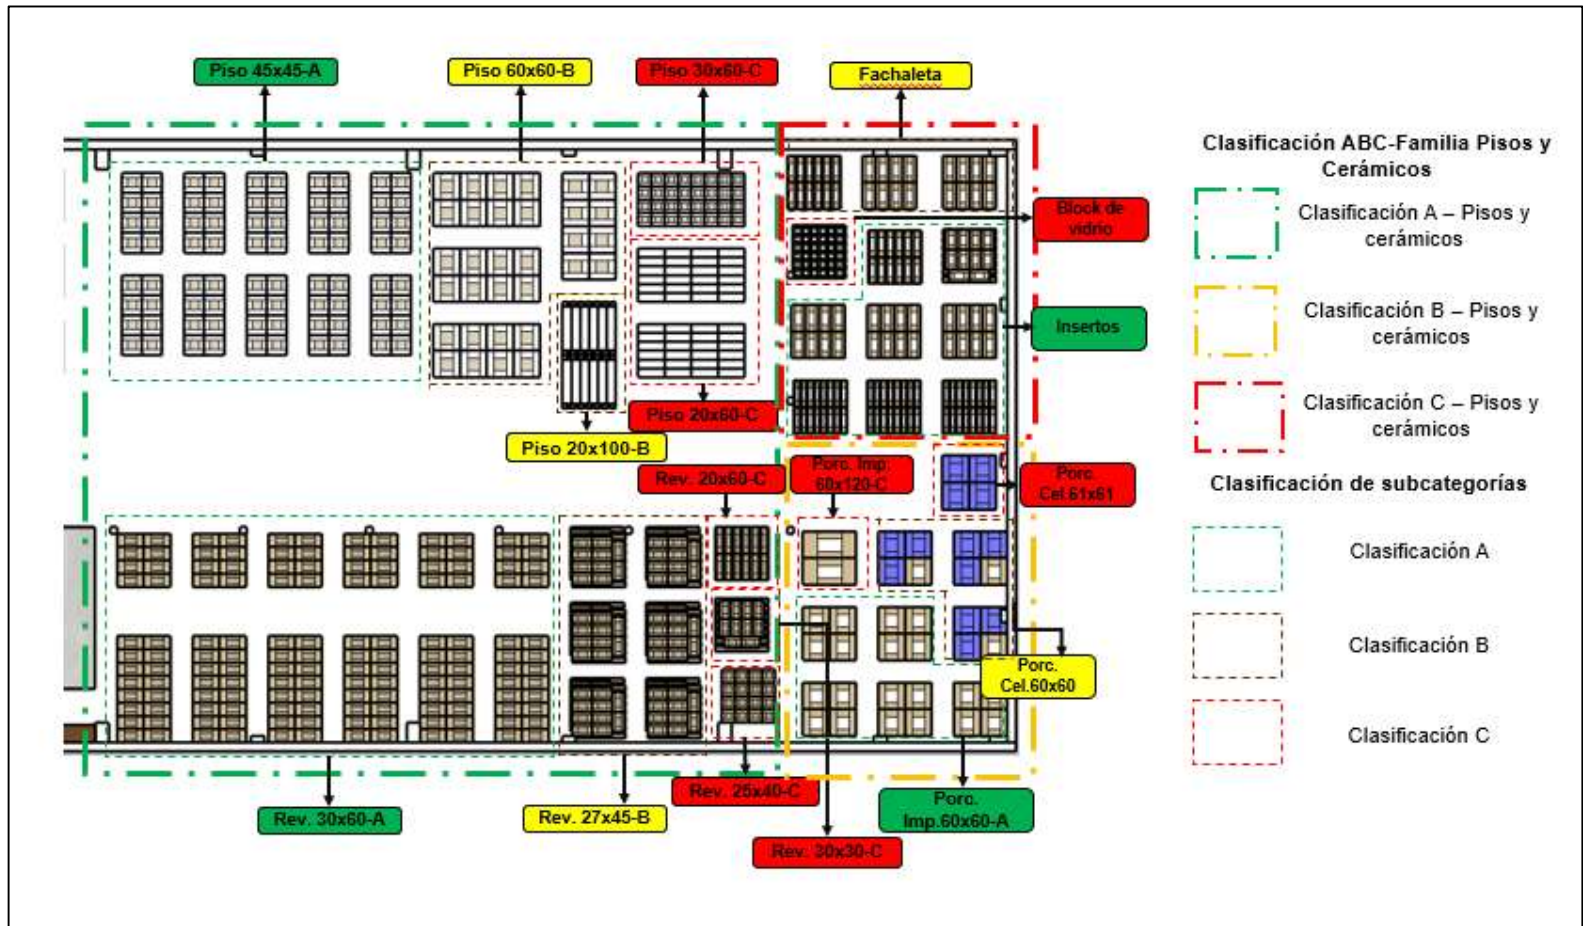 Piso 45x45-A
Piso 60x60-B
Piso 30x60-C
Fachaleta
Block de
vidrio
Insertos
Piso 20x60-C
Piso 20x100-B
Rev. 20x60-C
Porc. Imp.
60x120-C
Porc.
Cel.61x61
Porc.
Cel.60x60
Rev. 30x60-A
Rev. 27x45-B
Rev. 25x40-C
Rev. 30x30-C
Porc.
Imp.60x60-A
Clasificación ABC-Familia Pisos y
Cerámicos
Clasificación A – Pisos y
cerámicos
Clasificación B – Pisos y
cerámicos
Clasificación C – Pisos y
cerámicos
Clasificación de subcategorías
Clasificación A
Clasificación B
Clasificación C